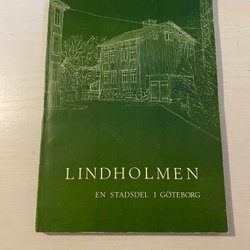 LINDHOLMEN
EN STADSDEL I GÖTEBORG